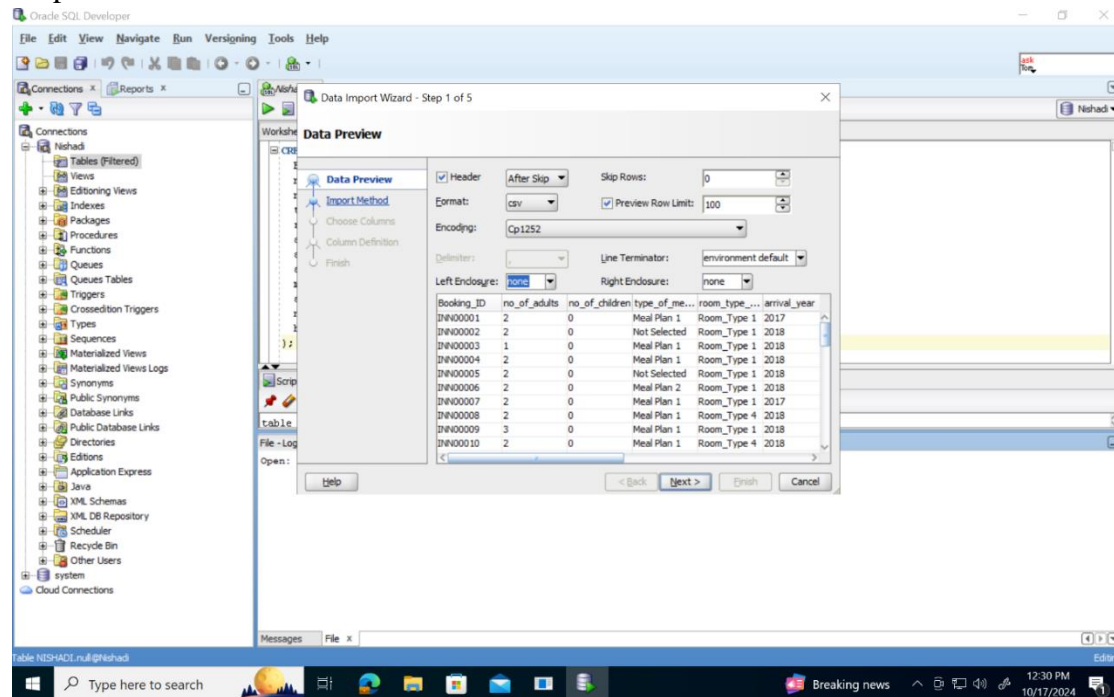 Oracle SQL Developer
File Edit View Navigate Run Versioning Tools Help
ask
Tom
Connections x Reports x
Connections
Nishadi
Tables (Filtered)
Views
Editioning Views
Indexes
Packages
Procedures
Functions
Queues
Queues Tables
Triggers
Crossedition Triggers
Types
Sequences
Materialized Views
Materialized Views Logs
Synonyms
Public Synonyms
Database Links
Public Database Links
Directories
Editions
Application Express
Java
XML Schemas
XML DB Repository
Scheduler
Recycle Bin
Other Users
system
Cloud Connections
Nisha
Nishadi
Workshe
CRE
);
Scrip
table
File - Log
Open:
Data Import Wizard - Step 1 of 5
Data Preview
Data Preview
Import Method
Choose Columns
Column Definition
Finish
Header After Skip Skip Rows: 0
Format: csv Preview Row Limit: 100
Encoding: Cp1252
Delimiter: , Line Terminator: environment default
Left Enclosure: none Right Enclosure: none
Booking_ID no_of_adults no_of_children type_of_me... room_type_... arrival_year
INN00001 2 0 Meal Plan 1 Room_Type 1 2017
INN00002 2 0 Not Selected Room_Type 1 2018
INN00003 1 0 Meal Plan 1 Room_Type 1 2018
INN00004 2 0 Meal Plan 1 Room_Type 1 2018
INN00005 2 0 Not Selected Room_Type 1 2018
INN00006 2 0 Meal Plan 2 Room_Type 1 2018
INN00007 2 0 Meal Plan 1 Room_Type 1 2017
INN00008 2 0 Meal Plan 1 Room_Type 4 2018
INN00009 3 0 Meal Plan 1 Room_Type 1 2018
INN00010 2 0 Meal Plan 1 Room_Type 4 2018
Help < Back Next > Finish Cancel
Messages File x
Table NISHADI.null@Nishadi Editi
Type here to search Breaking news 12:30 PM
10/17/2024